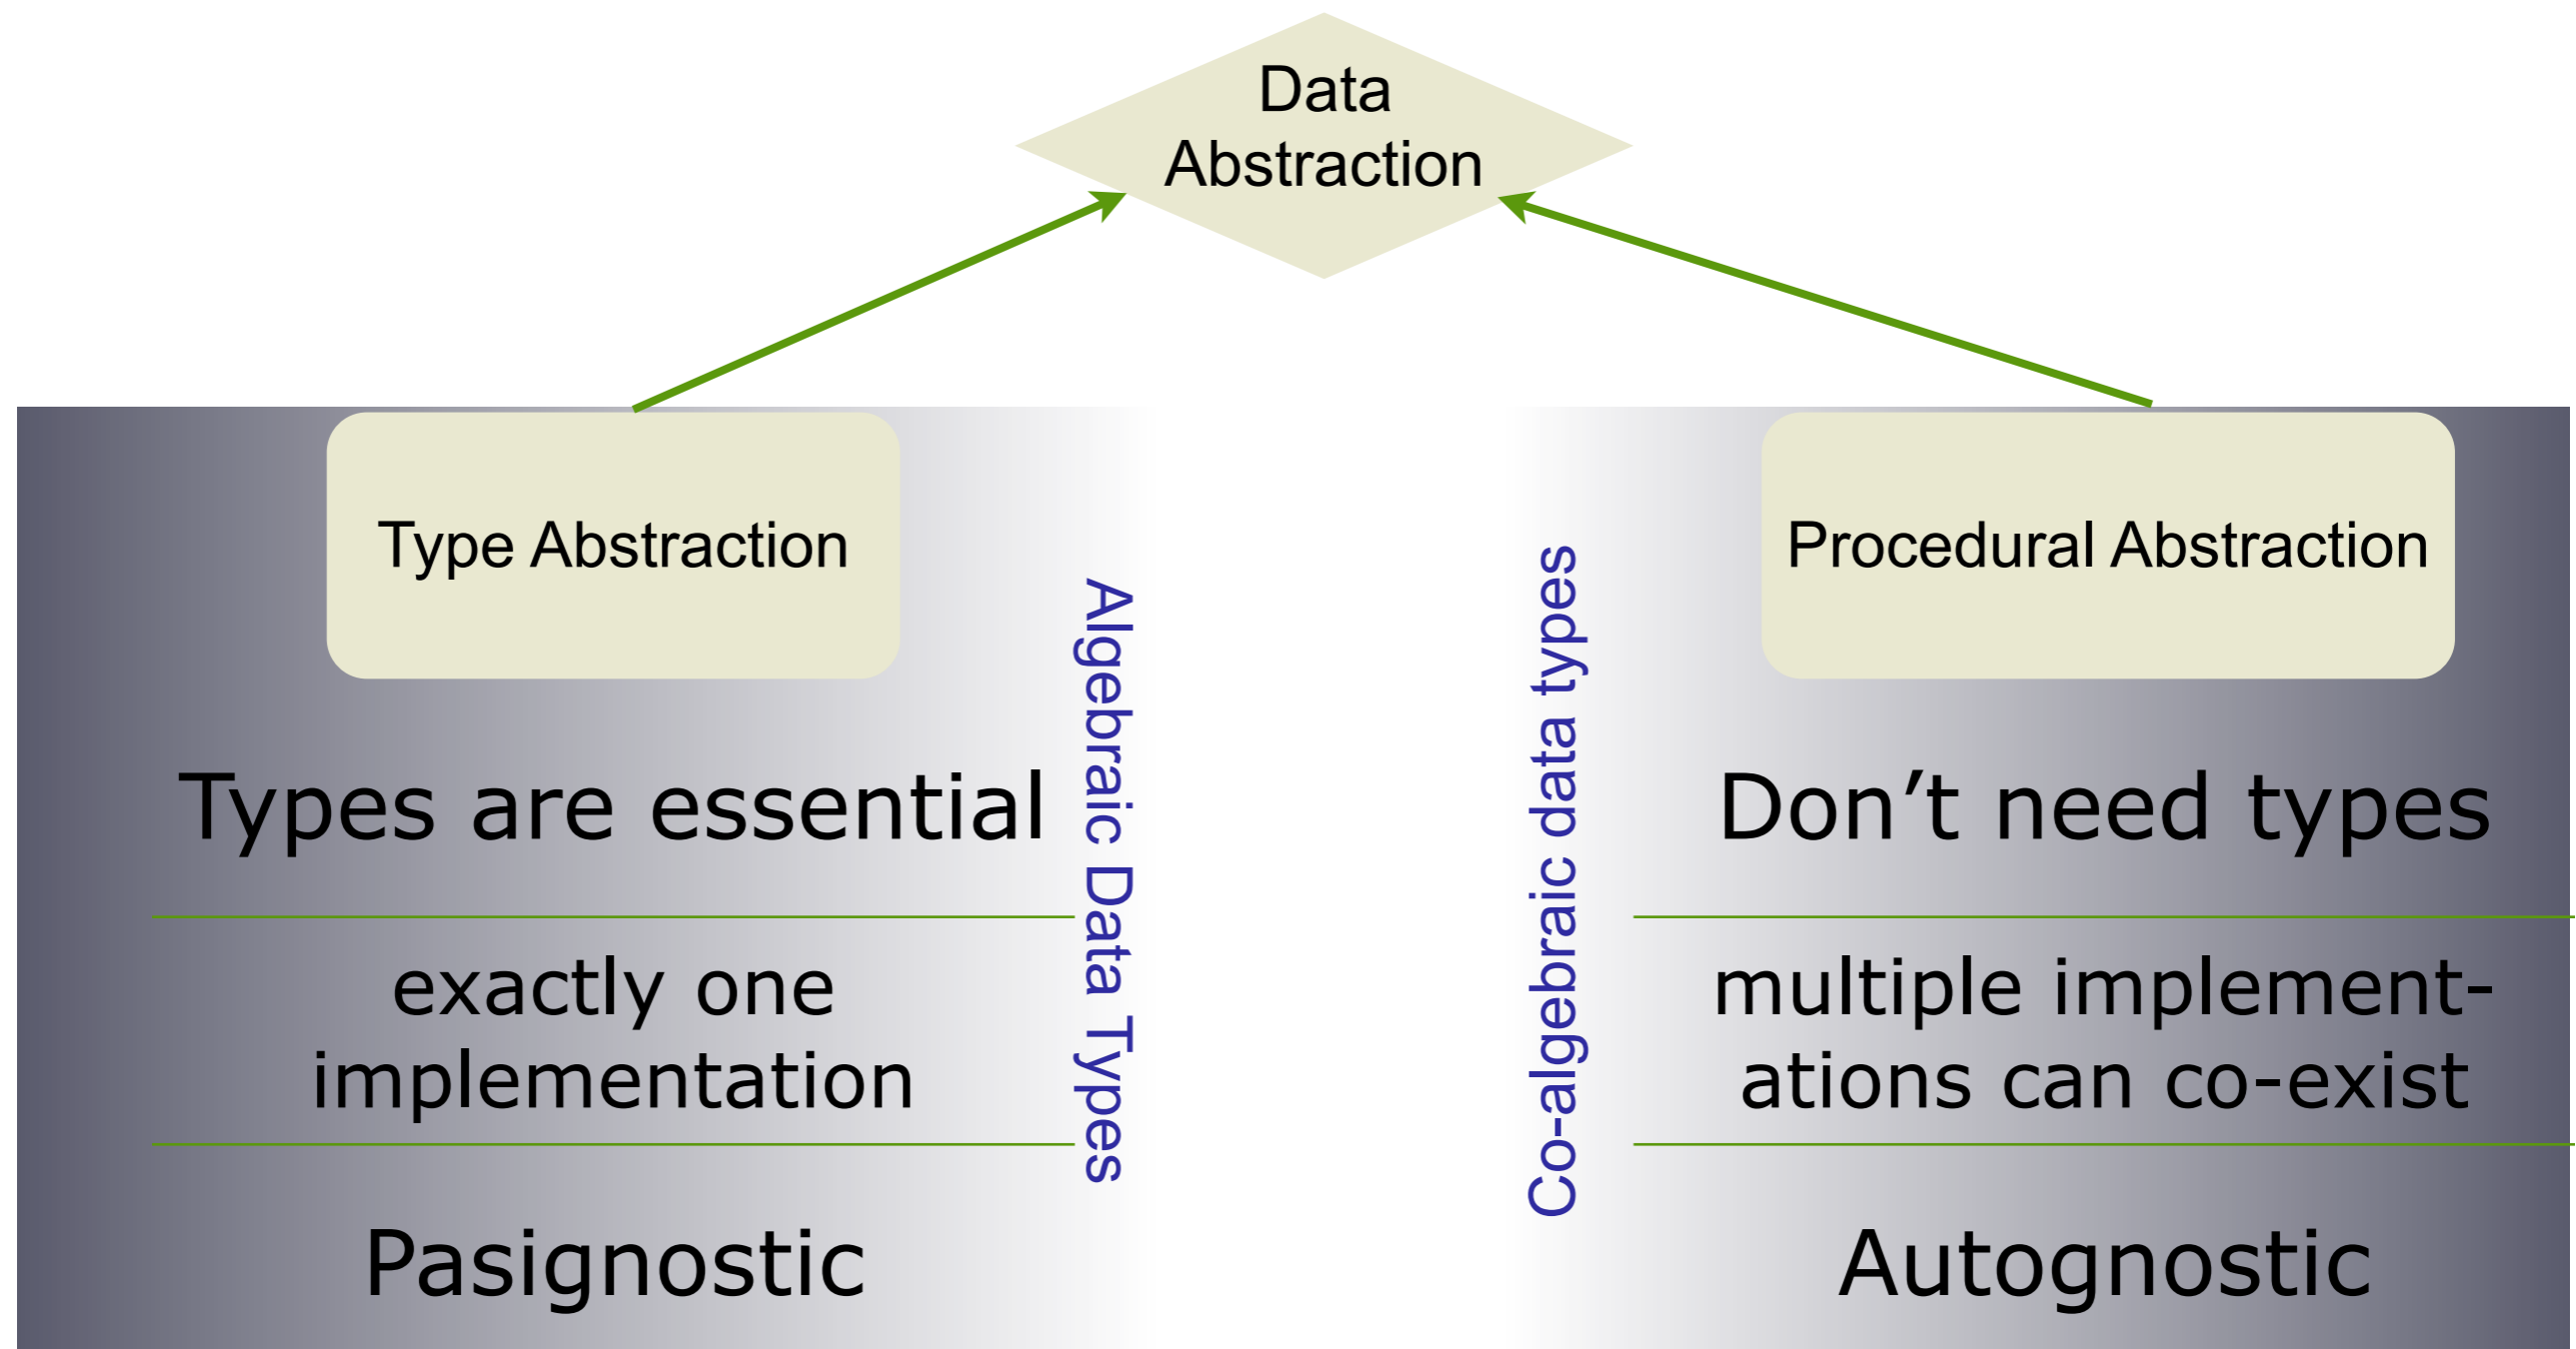 Data
Abstraction
Type Abstraction
Types are essential
exactly one
implementation
Pasignostic
Algebraic Data Types
Co-algebraic data types
Procedural Abstraction
Don’t need types
multiple implement-
ations can co-exist
Autognostic